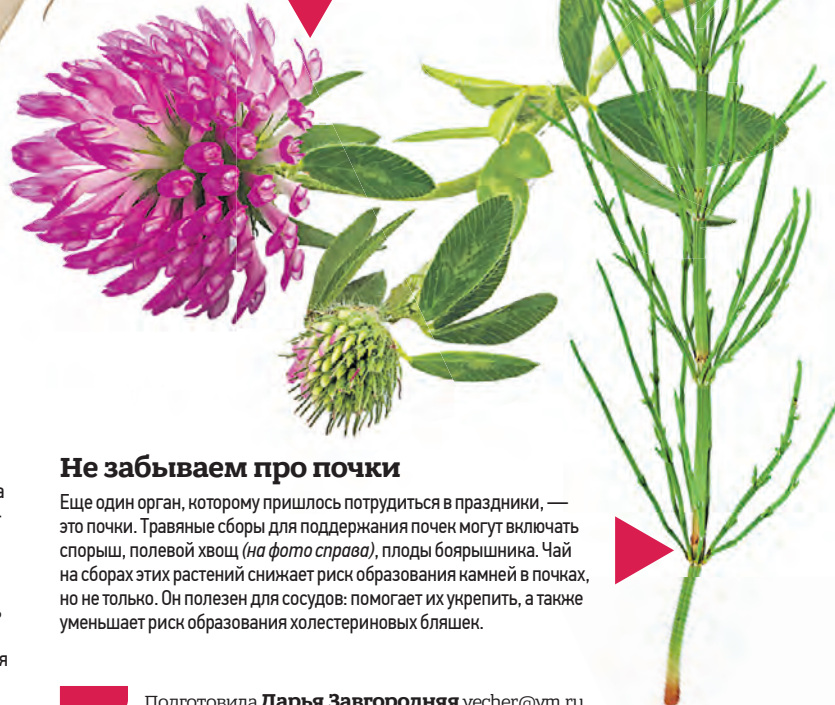 Не забываем про почки
Еще один орган, которому пришлось потрудиться в праздники, —
это почки. Травяные сборы для поддержания почек могут включать
спорыш, полевой хвощ (на фото справа), плоды боярышника. Чай
на сборах этих растений снижает риск образования камней в почках,
но не только. Он полезен для сосудов: помогает их укрепить, а также
уменьшает риск образования холестериновых бляшек.
а
я
Подготовила Дарья Завгородняя vecher@vm.ru